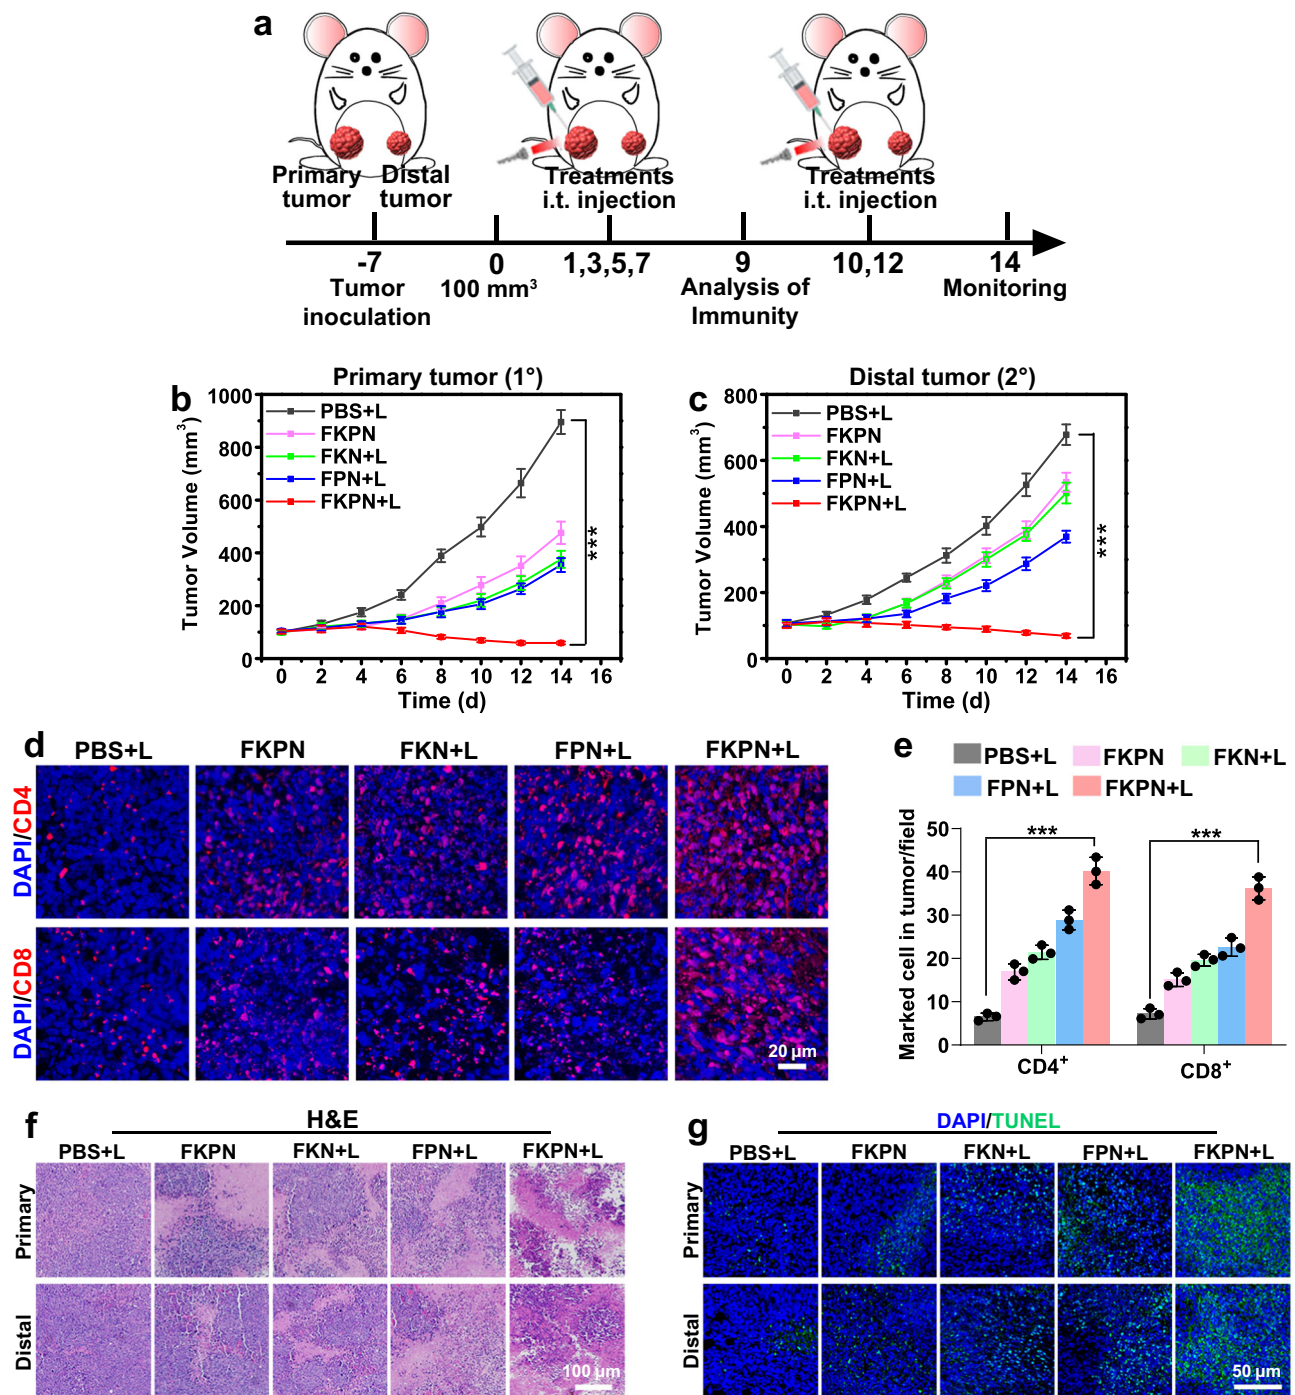 a
Primary
tumor
Distal
tumor
Treatments
i.t. injection
Treatments
i.t. injection
-7
0
1,3,5,7
9
10,12
14
Tumor
inoculation
100 mm³
Analysis of
Immunity
Monitoring
b
Primary tumor (1°)
Tumor Volume (mm³)
1000
800
600
400
200
0
PBS+L
FKPN
FKN+L
FPN+L
FKPN+L
***
0 2 4 6 8 10 12 14 16
Time (d)
c
Distal tumor (2°)
Tumor Volume (mm³)
800
600
400
200
0
PBS+L
FKPN
FKN+L
FPN+L
FKPN+L
***
0 2 4 6 8 10 12 14 16
Time (d)
d
PBS+L FKPN FKN+L FPN+L FKPN+L
DAPI/CD4
DAPI/CD8
20 μm
e
PBS+L FKPN FKN+L
FPN+L FKPN+L
Marked cell in tumor/field
50
40
30
20
10
0
***
***
CD4⁺
CD8⁺
f
H&E
PBS+L FKPN FKN+L FPN+L FKPN+L
Primary
Distal
100 μm
g
DAPI/TUNEL
PBS+L FKPN FKN+L FPN+L FKPN+L
Primary
Distal
50 μm